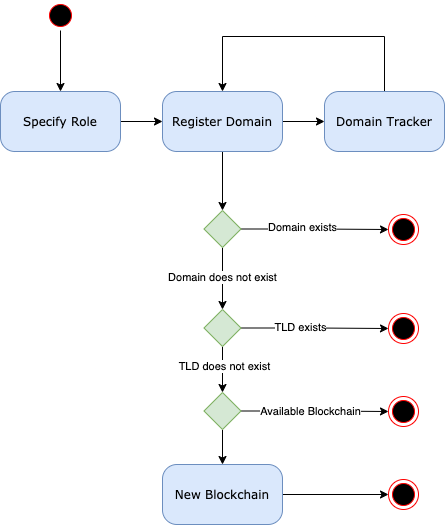 Specify Role
Register Domain
Domain Tracker
Domain exists
Domain does not exist
TLD exists
TLD does not exist
Available Blockchain
New Blockchain